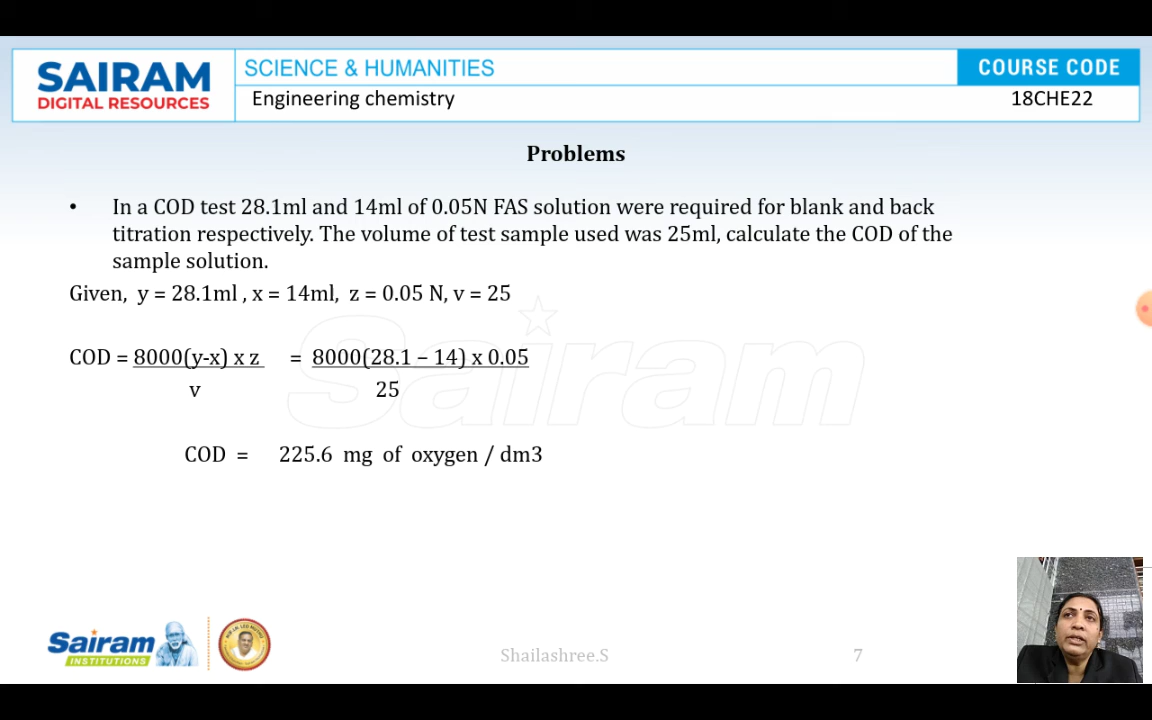 SAIRAM
DIGITAL RESOURCES
SCIENCE & HUMANITIES
COURSE CODE
Engineering chemistry
18CHE22
Problems
• In a COD test 28.1ml and 14ml of 0.05N FAS solution were required for blank and back
titration respectively. The volume of test sample used was 25ml, calculate the COD of the
sample solution.
Given, y = 28.1ml , x = 14ml, z = 0.05 N, v = 25
COD = 8000(y-x) x z = 8000(28.1 – 14) x 0.05
v 25
COD = 225.6 mg of oxygen / dm3
Sairam
Sairam
INSTITUTIONS
Shailashree.S
7